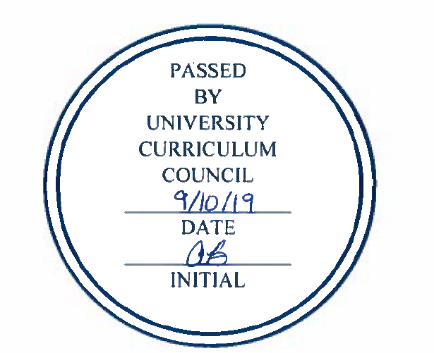 PASSED
BY
UNIVERSITY
CURRICULUM
COUNCIL
9/10/19
DATE
INITIAL